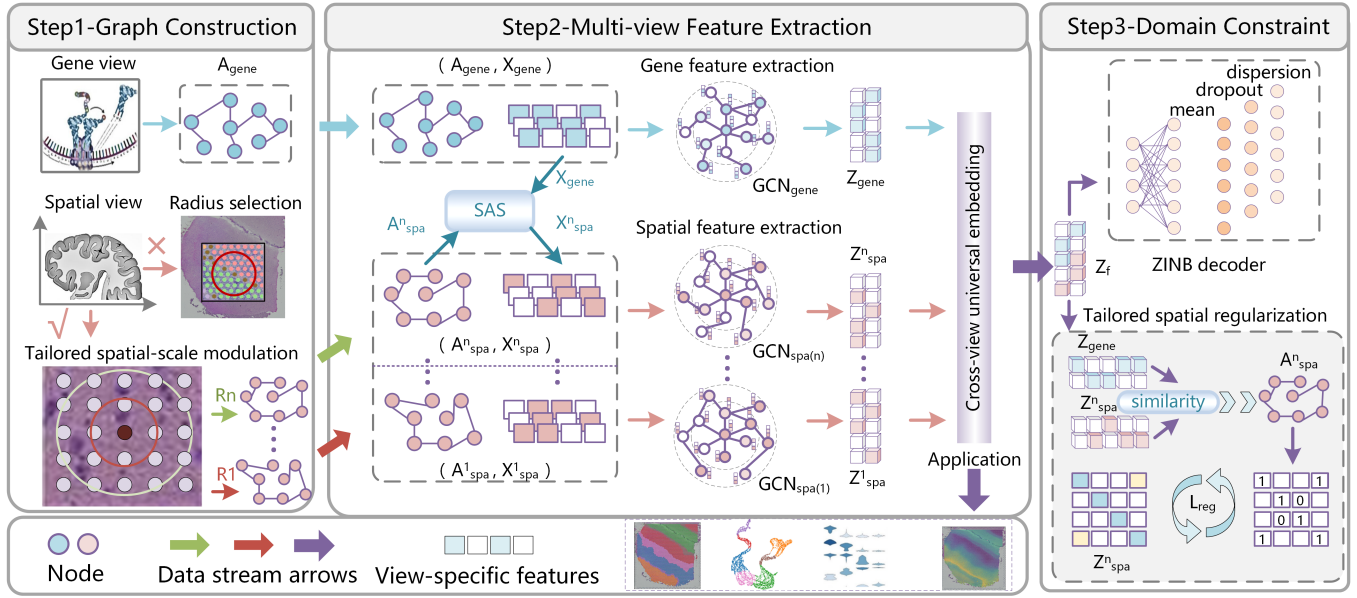 Step1-Graph Construction
Gene view
A_gene
Spatial view
Radius selection
×
√
Tailored spatial-scale modulation
Rn
R1
Step2-Multi-view Feature Extraction
( A_gene , X_gene )
Gene feature extraction
GCN_gene
Z_gene
X_gene
SAS
A^n_spa
X^n_spa
Spatial feature extraction
Z^n_spa
( A^n_spa , X^n_spa )
GCN_spa(n)
( A^1_spa , X^1_spa )
GCN_spa(1)
Z^1_spa
Cross-view universal embedding
Application
Step3-Domain Constraint
dispersion
dropout
mean
ZINB decoder
Z_f
Tailored spatial regularization
Z_gene
Z^n_spa
similarity
A^n_spa
L_reg
1 1
1 0
0 1
1 1
Z^n_spa
Node
Data stream arrows
View-specific features